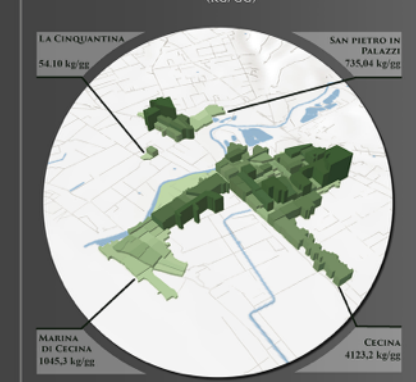 (KG/GG)
LA CINQUANTINA
54.10 kg/gg
SAN PIETRO IN
PALAZZI
735,04 kg/gg
MARINA
DI CECINA
1045,3 kg/gg
CECINA
4123,2 kg/gg